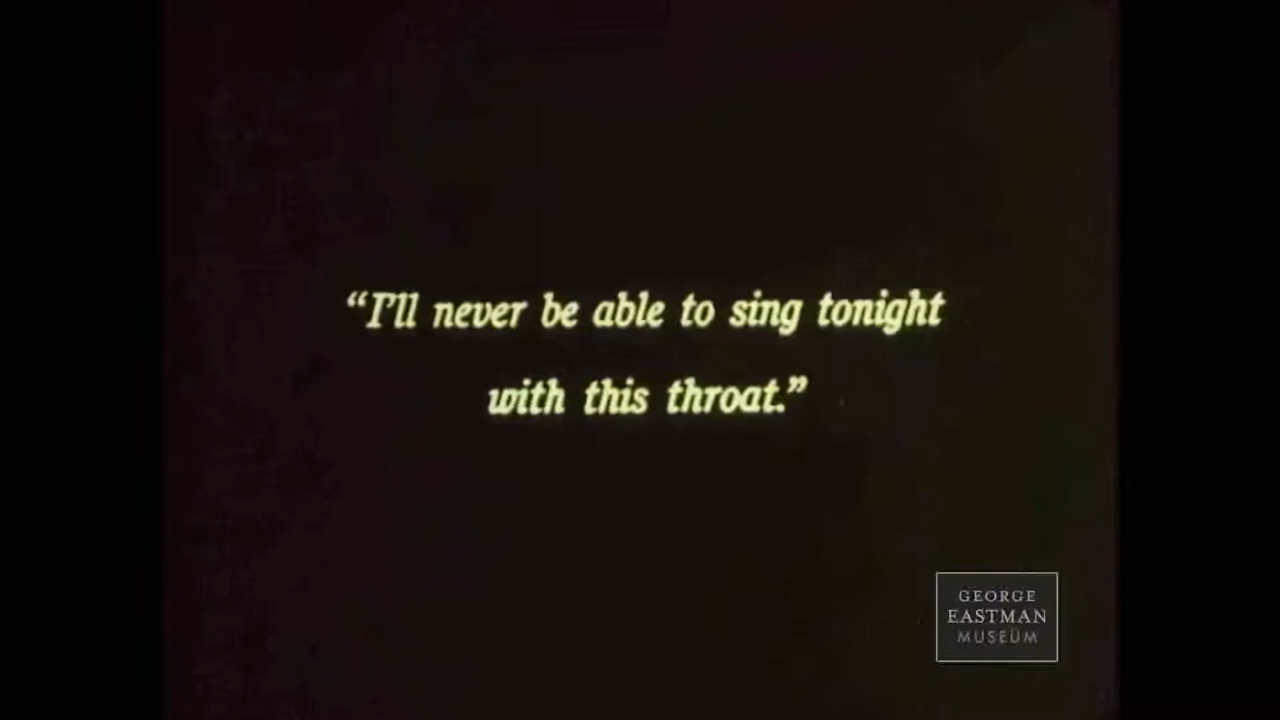 “I'll never be able to sing tonight
with this throat.”
GEORGE
EASTMAN
MUSEUM